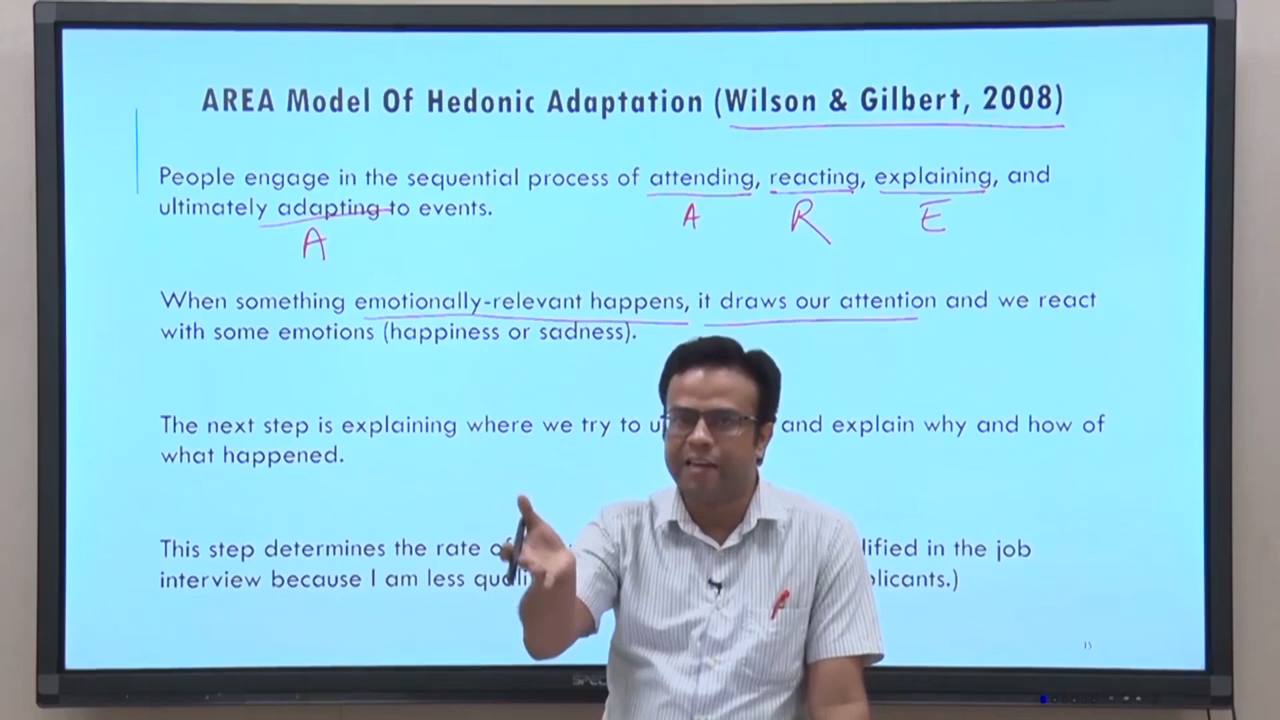 AREA Model Of Hedonic Adaptation (Wilson & Gilbert, 2008)
People engage in the sequential process of attending, reacting, explaining, and
ultimately adapting to events.
A R E
A
When something emotionally-relevant happens, it draws our attention and we react
with some emotions (happiness or sadness).
The next step is explaining where we try to and explain why and how of
what happened.
This step determines the rate in the job
interview because I am less
15